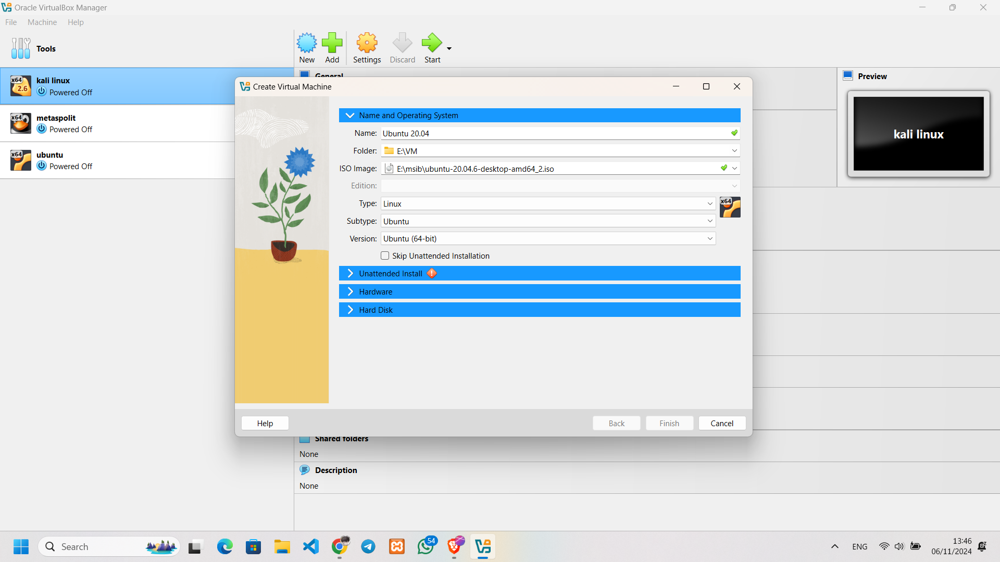 Oracle VirtualBox Manager
File Machine Help
Tools
New Add Settings Discard Start
x64
2.6
kali linux
Powered Off
x64
metaspolit
Powered Off
x64
ubuntu
Powered Off
General
Preview
kali linux
Create Virtual Machine
Name and Operating System
Name: Ubuntu 20.04
Folder: E:\VM
ISO Image: E:\msib\ubuntu-20.04.6-desktop-amd64_2.iso
Edition:
Type: Linux
x64
Subtype: Ubuntu
Version: Ubuntu (64-bit)
Skip Unattended Installation
Unattended Install
Hardware
Hard Disk
Help Back Finish Cancel
Shared folders
None
Description
None
Search
54
ENG
13:46
06/11/2024